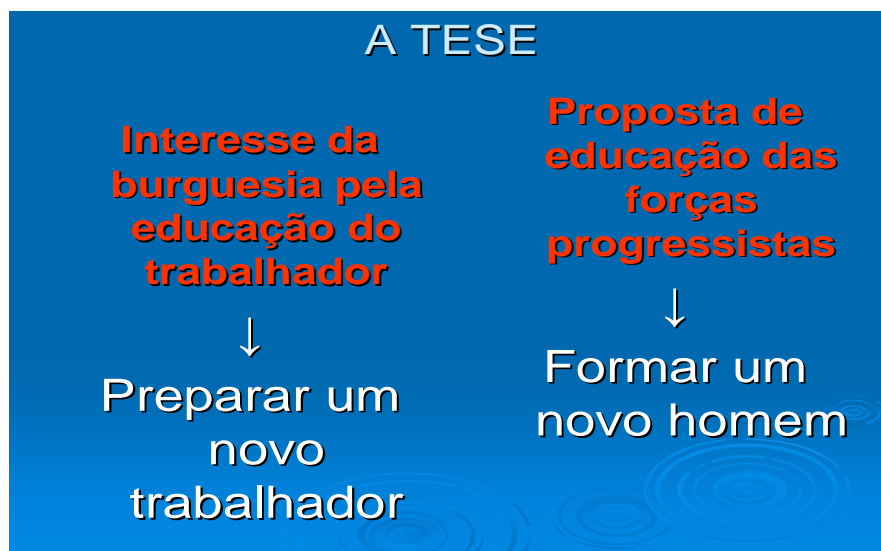 A TESE
Interesse da
burguesia pela
educação do
trabalhador
↓
Preparar um
novo
trabalhador
Proposta de
educação das
forças
progressistas
↓
Formar um
novo homem